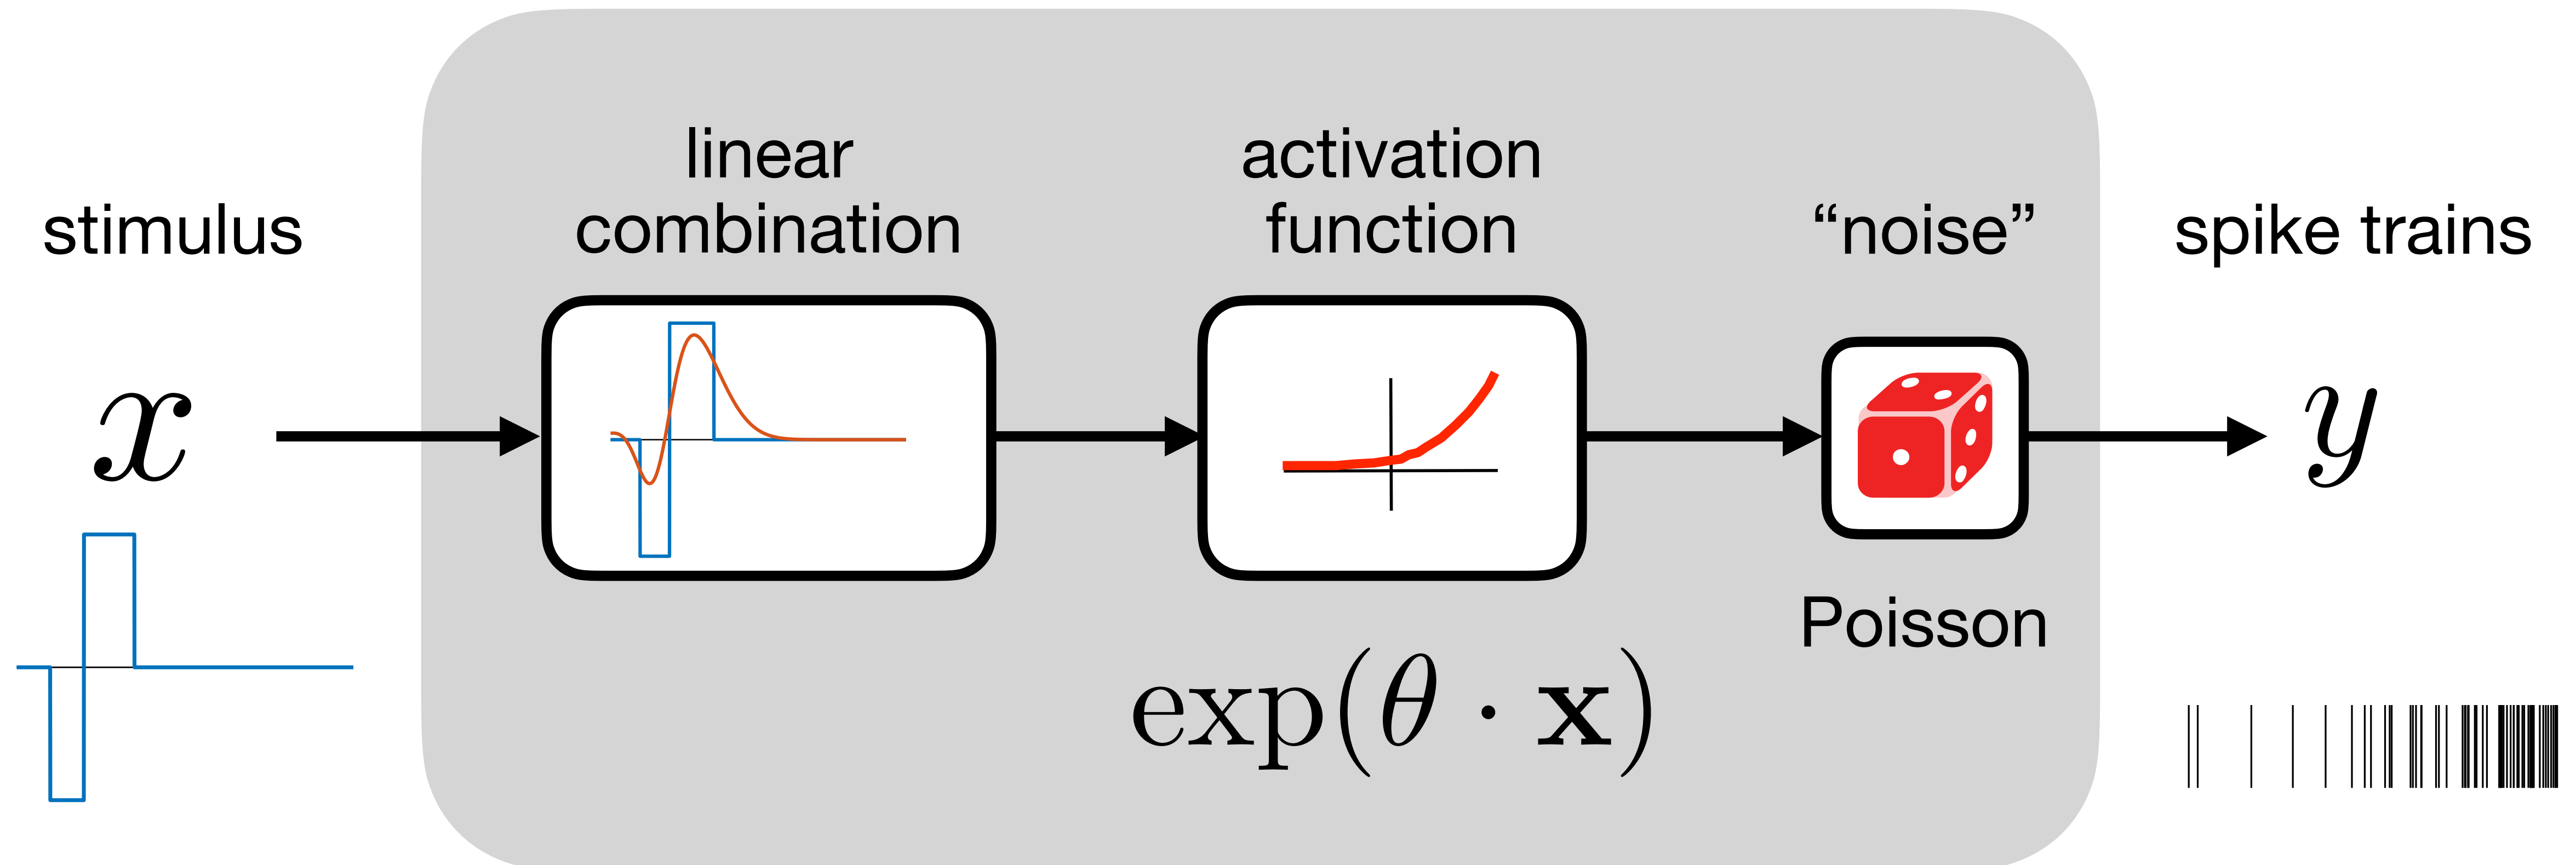 stimulus
x
linear
combination
activation
function
exp(θ · x)
“noise”
Poisson
spike trains
y